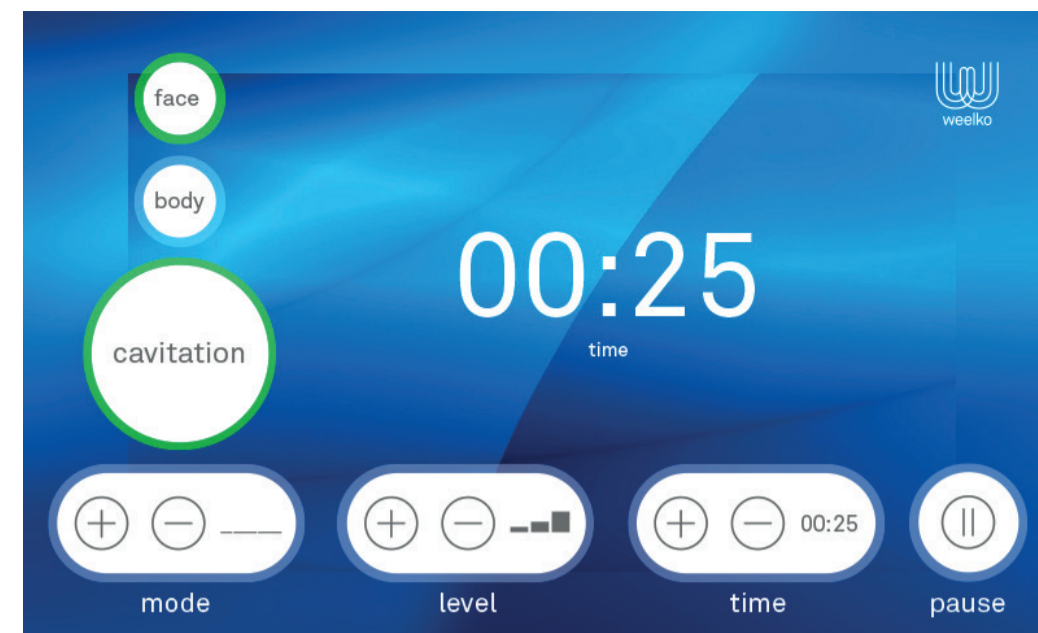 face
weelko
body
00:25
time
cavitation
00:25
mode
level
time
pause